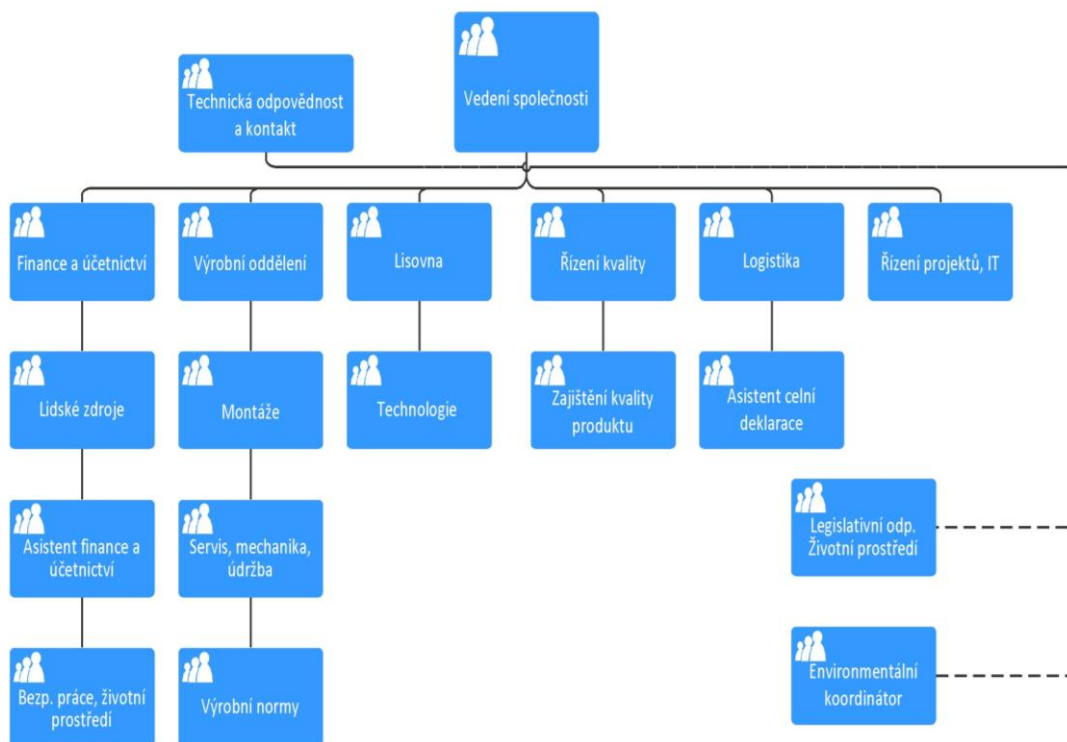 Technická odpovědnost
a kontakt
Vedení společnosti
Finance a účetnictví
Výrobní oddělení
Lisovna
Řízení kvality
Logistika
Řízení projektů, IT
Lidské zdroje
Montáže
Technologie
Zajištění kvality
produktu
Asistent celní
deklarace
Asistent finance a
účetnictví
Servis, mechanika,
údržba
Legislativní odp.
Životní prostředí
Bezp. práce, životní
prostředí
Výrobní normy
Environmentální
koordinátor